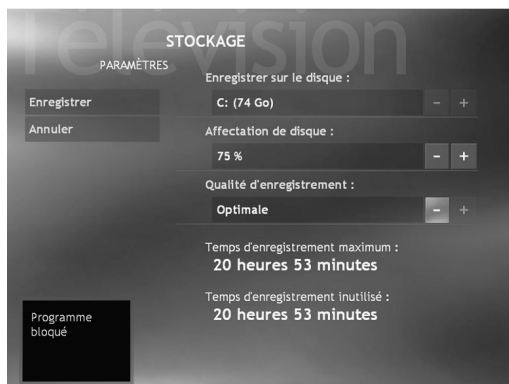 Télévision
STOCKAGE
PARAMÈTRES
Enregistrer
Annuler
Enregistrer sur le disque :
C: (74 Go)
- +
Affectation de disque :
75 %
- +
Qualité d'enregistrement :
Optimale
- +
Temps d'enregistrement maximum :
20 heures 53 minutes
Temps d'enregistrement inutilisé :
20 heures 53 minutes
Programme
bloqué